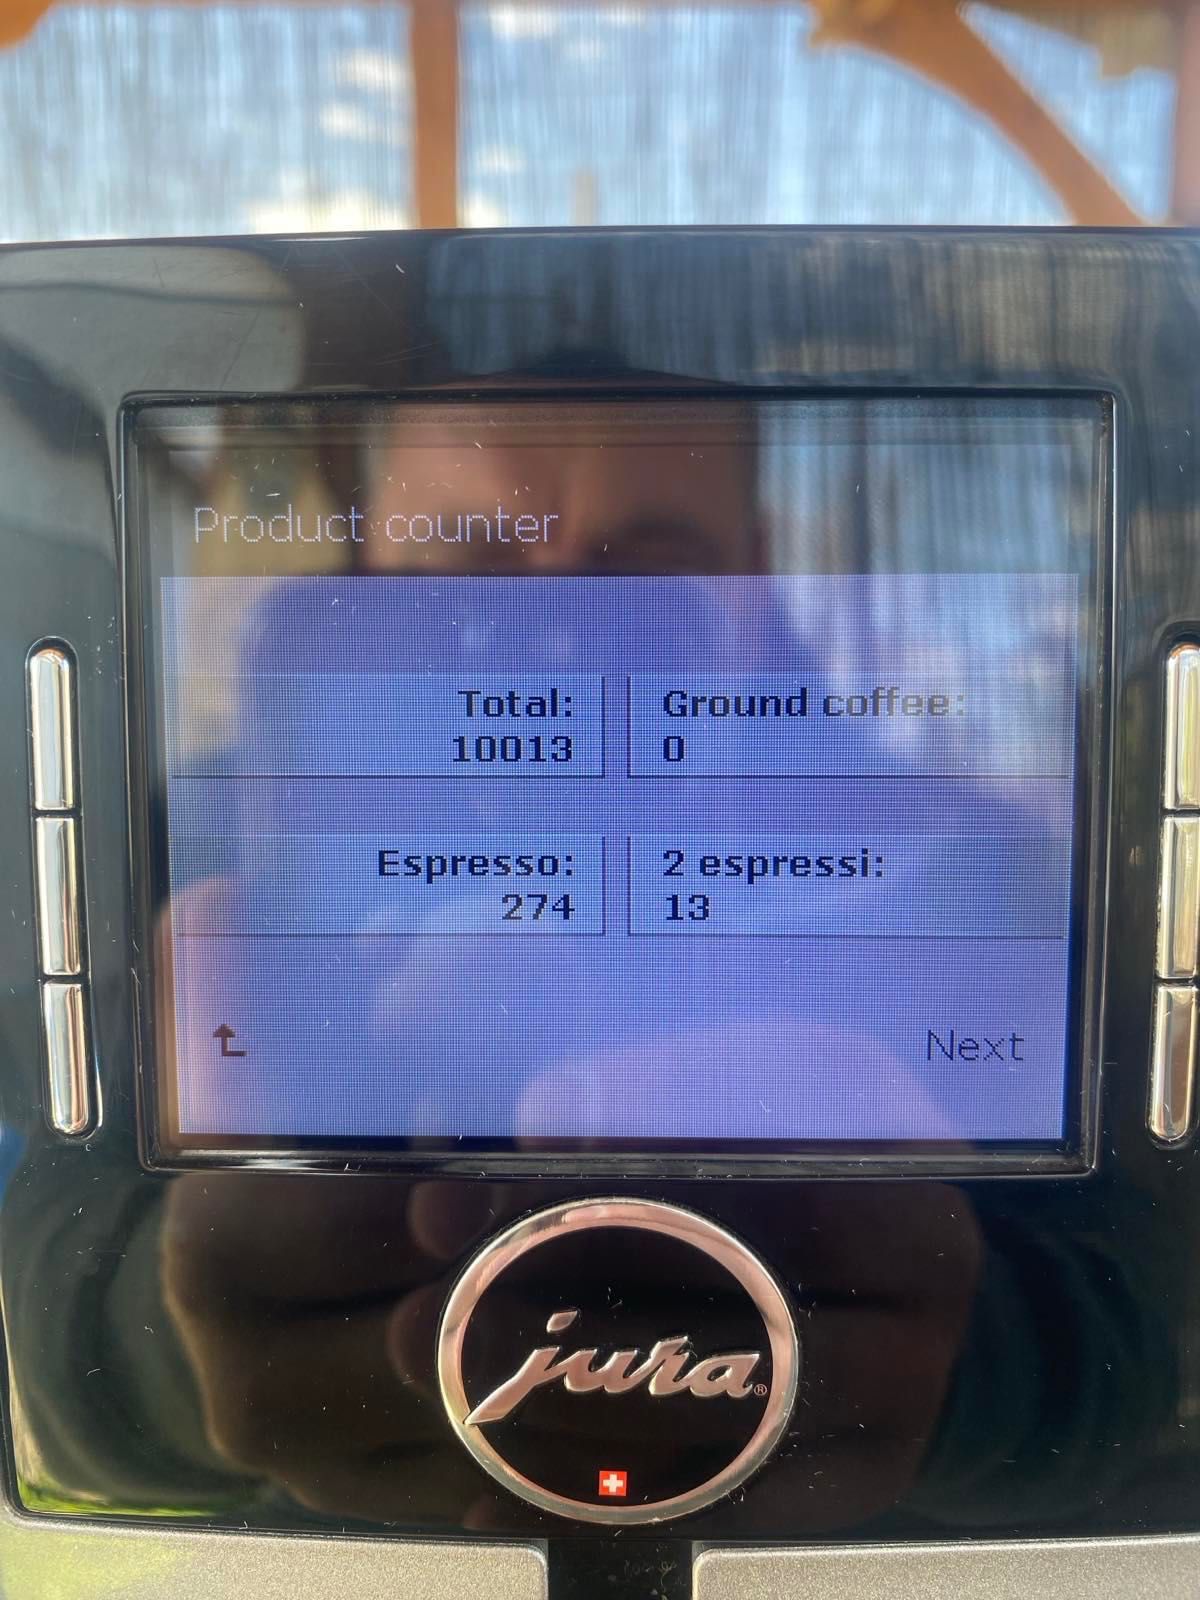 Product counter
Total:
10013
Ground coffee:
0
Espresso:
274
2 espressi:
13
Next
jura®